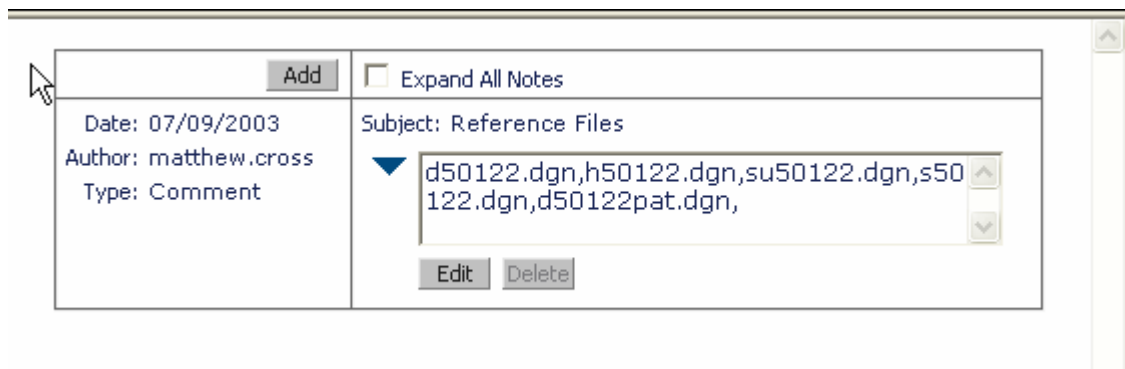 Add
Expand All Notes
Date: 07/09/2003
Author: matthew.cross
Type: Comment
Subject: Reference Files
d50122.dgn,h50122.dgn,su50122.dgn,s50
122.dgn,d50122pat.dgn,
Edit
Delete